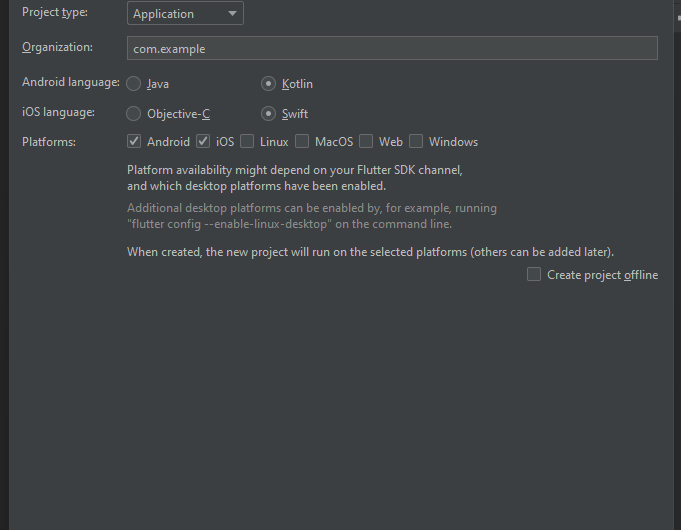 Project type: Application
Organization: com.example
Android language: Java Kotlin
iOS language: Objective-C Swift
Platforms: Android iOS Linux MacOS Web Windows
Platform availability might depend on your Flutter SDK channel,
and which desktop platforms have been enabled.
Additional desktop platforms can be enabled by, for example, running
"flutter config --enable-linux-desktop" on the command line.
When created, the new project will run on the selected platforms (others can be added later).
Create project offline